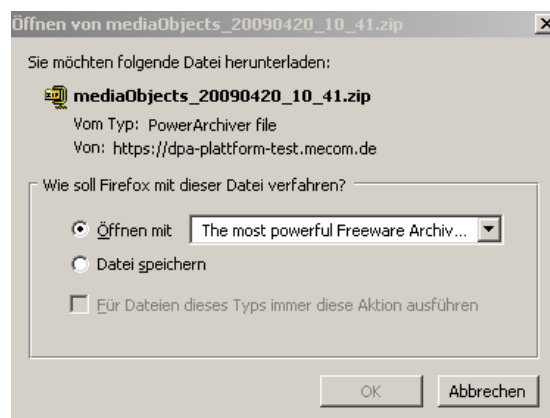 Öffnen von mediaObjects_20090420_10_41.zip
Sie möchten folgende Datei herunterladen:
mediaObjects_20090420_10_41.zip
Vom Typ: PowerArchiver file
Von: https://dpa-plattform-test.mecom.de
Wie soll Firefox mit dieser Datei verfahren?
Öffnen mit The most powerful Freeware Archiv...
Datei speichern
Für Dateien dieses Typs immer diese Aktion ausführen
OK Abbrechen